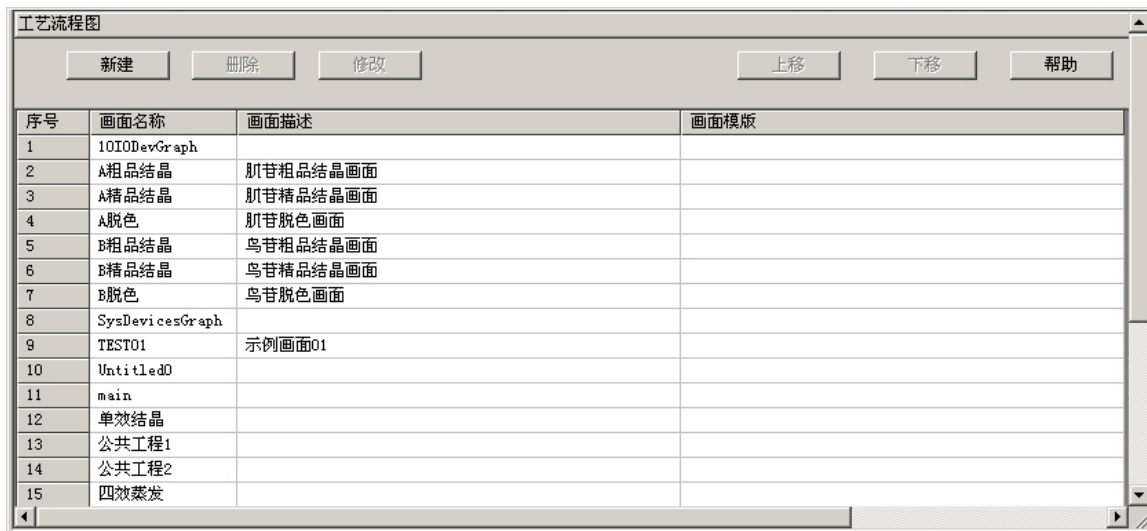 工艺流程图
新建 删除 修改 上移 下移 帮助
序号 画面名称 画面描述 画面模版
1 10IODevGraph
2 A粗品结晶 肌苷粗品结晶画面
3 A精品结晶 肌苷精品结晶画面
4 A脱色 肌苷脱色画面
5 B粗品结晶 鸟苷粗品结晶画面
6 B精品结晶 鸟苷精品结晶画面
7 B脱色 鸟苷脱色画面
8 SysDevicesGraph
9 TEST01 示例画面01
10 Untitled0
11 main
12 单效结晶
13 公共工程1
14 公共工程2
15 四效蒸发